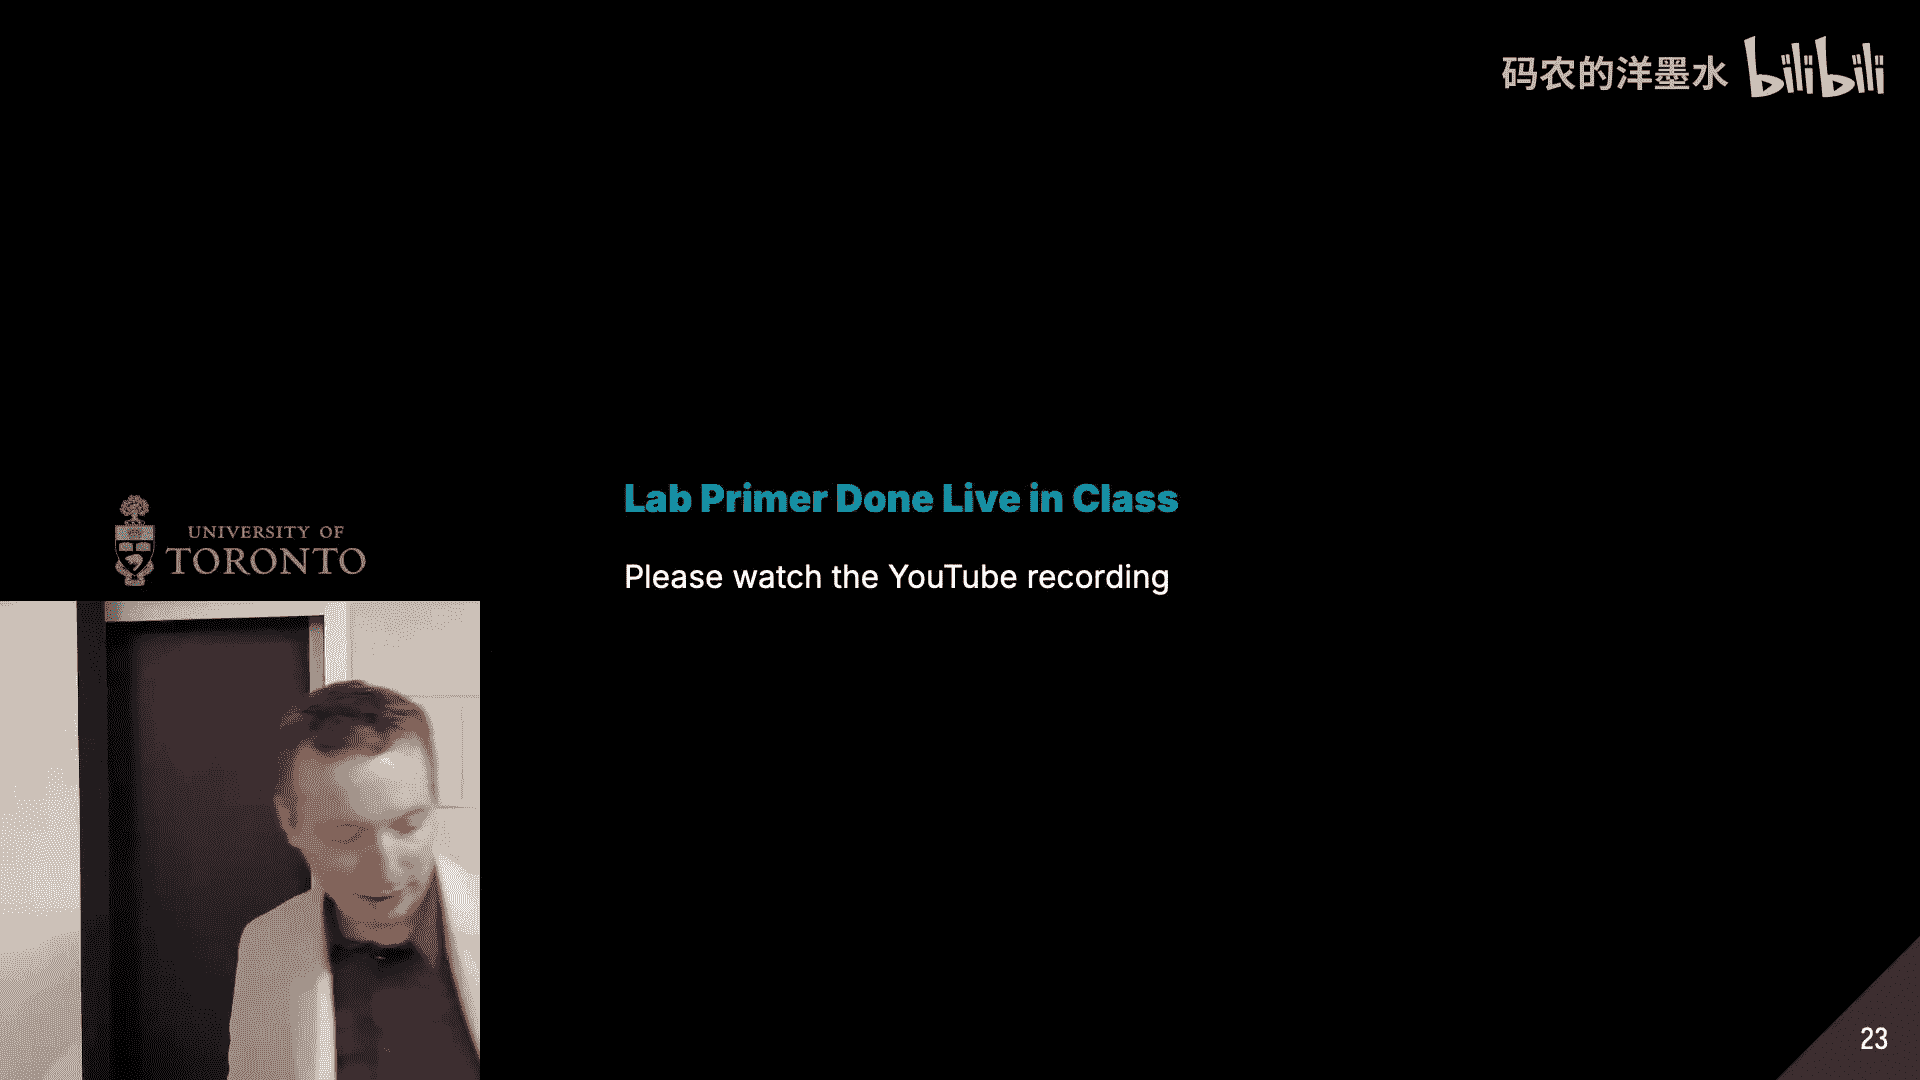 码农的洋墨水 bilibili
Lab Primer Done Live in Class
UNIVERSITY OF
TORONTO
Please watch the YouTube recording
23